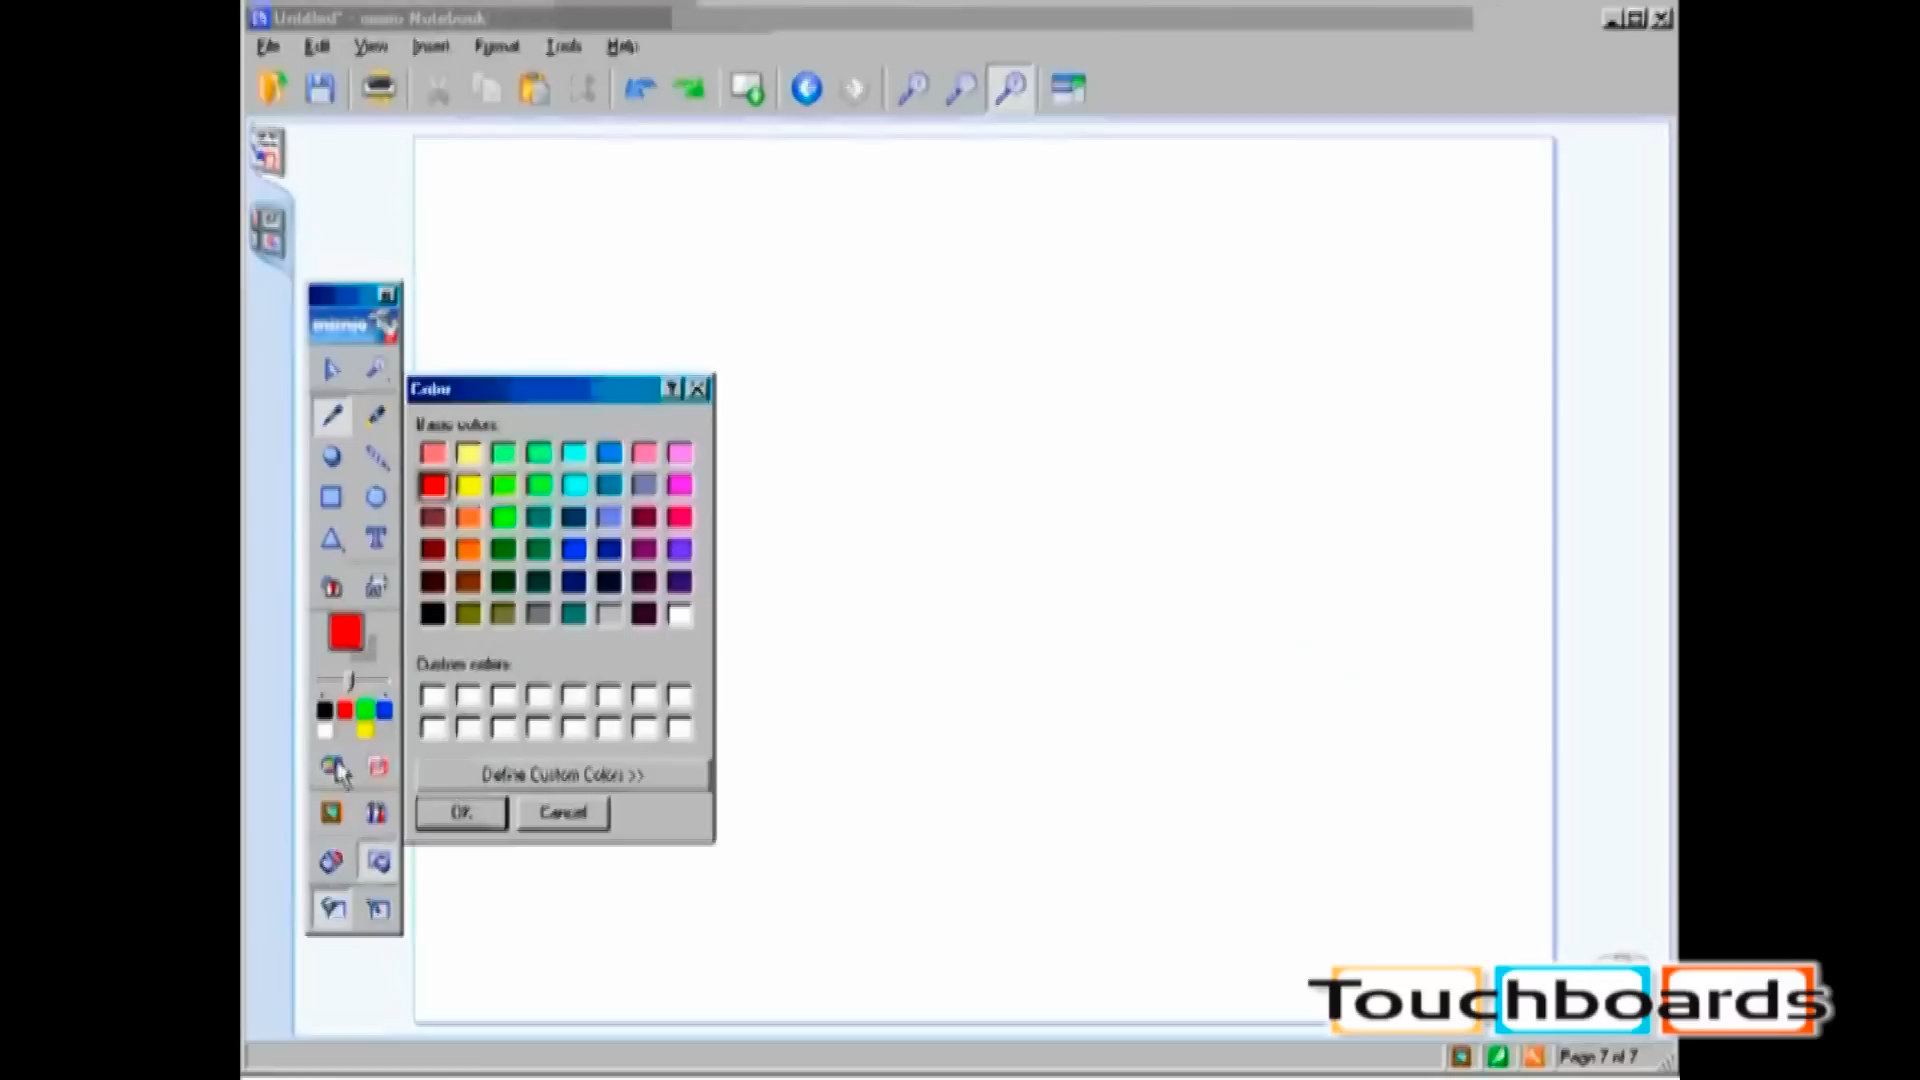 Untitled* - mimio Notebook
File Edit View Insert Format Tools Help
mimio
Color
Basic colors:
Custom colors:
Define Custom Colors >>
OK Cancel
Touchboards
Page 7 of 7